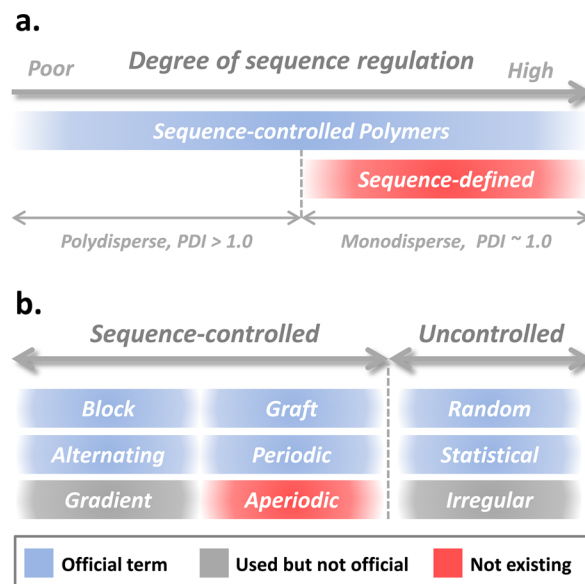 a.
Poor Degree of sequence regulation High
Sequence-controlled Polymers
Sequence-defined
Polydisperse, PDI > 1.0 Monodisperse, PDI ~ 1.0
b.
Sequence-controlled Uncontrolled
Block Graft Random
Alternating Periodic Statistical
Gradient Aperiodic Irregular
Official term Used but not official Not existing